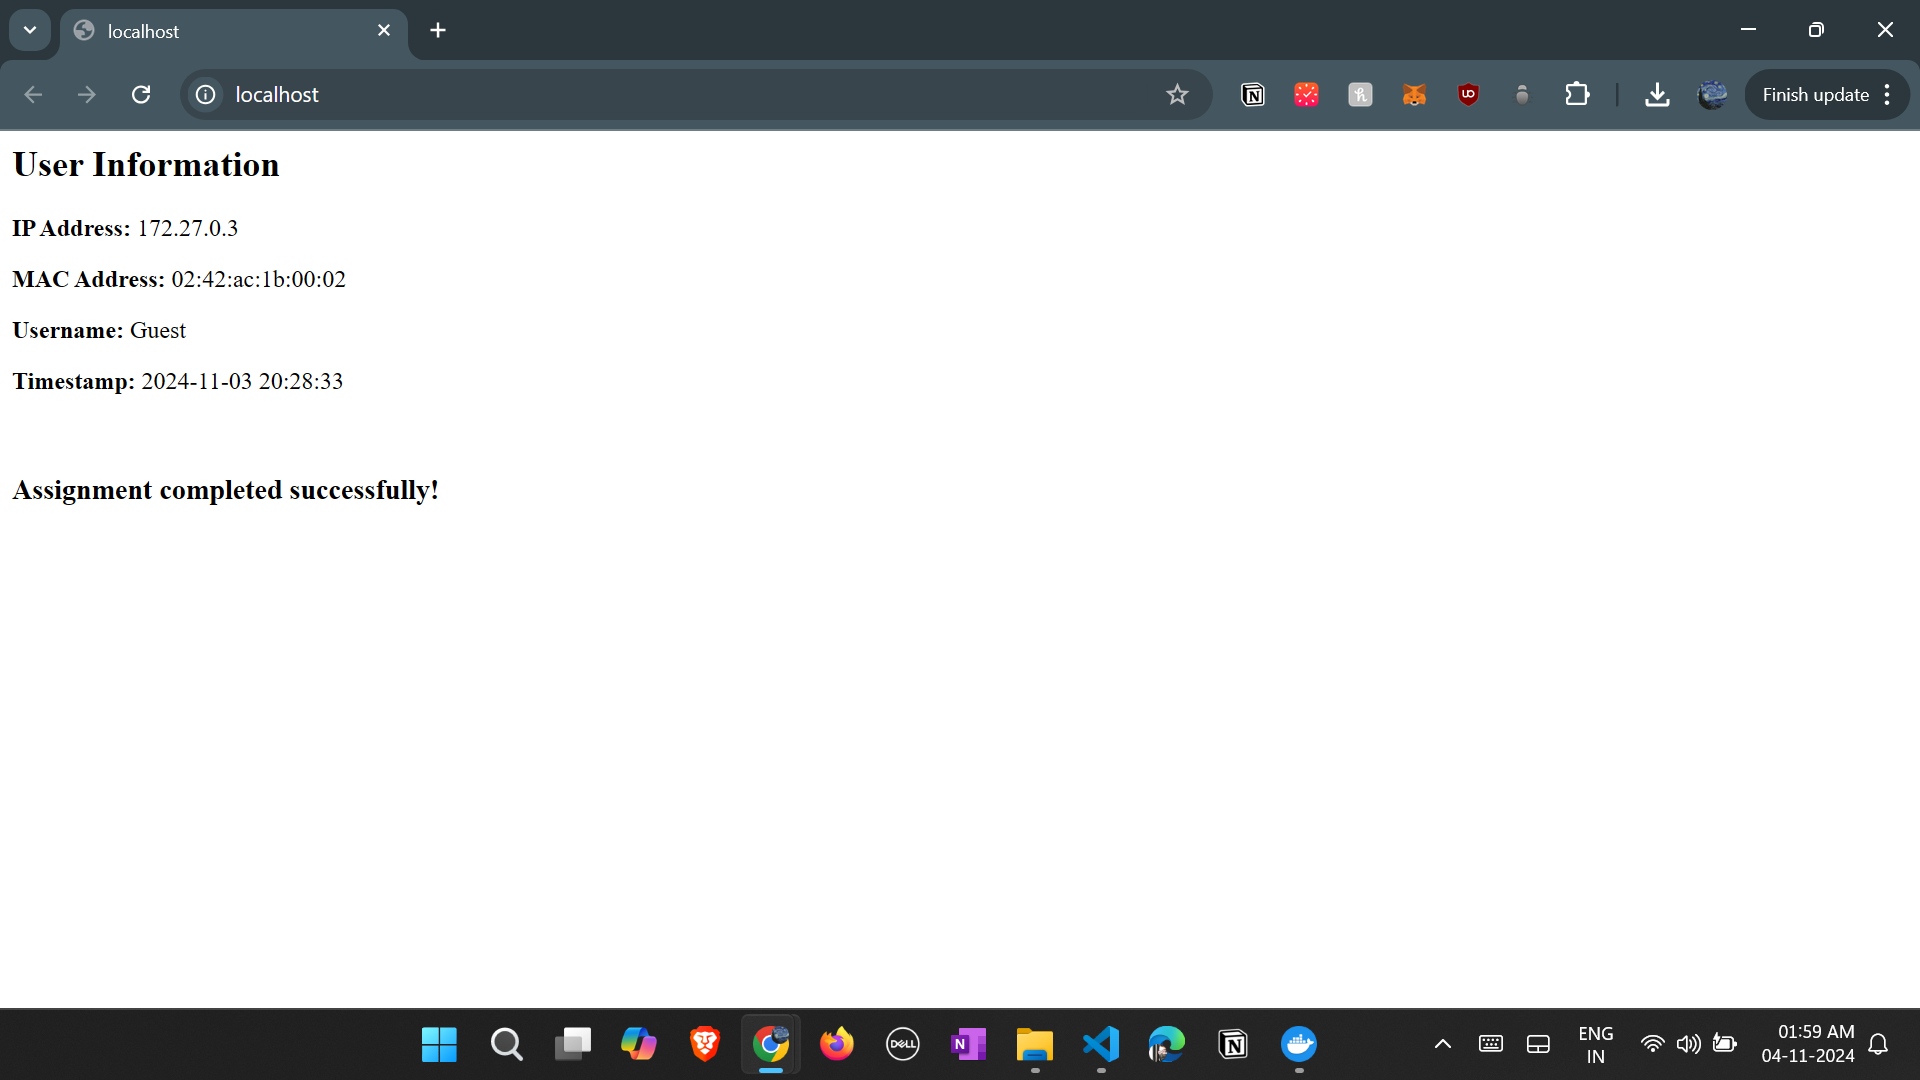 localhost
localhost
Finish update
User Information
IP Address: 172.27.0.3
MAC Address: 02:42:ac:1b:00:02
Username: Guest
Timestamp: 2024-11-03 20:28:33
Assignment completed successfully!
DELL
N
ENG
IN
01:59 AM
04-11-2024